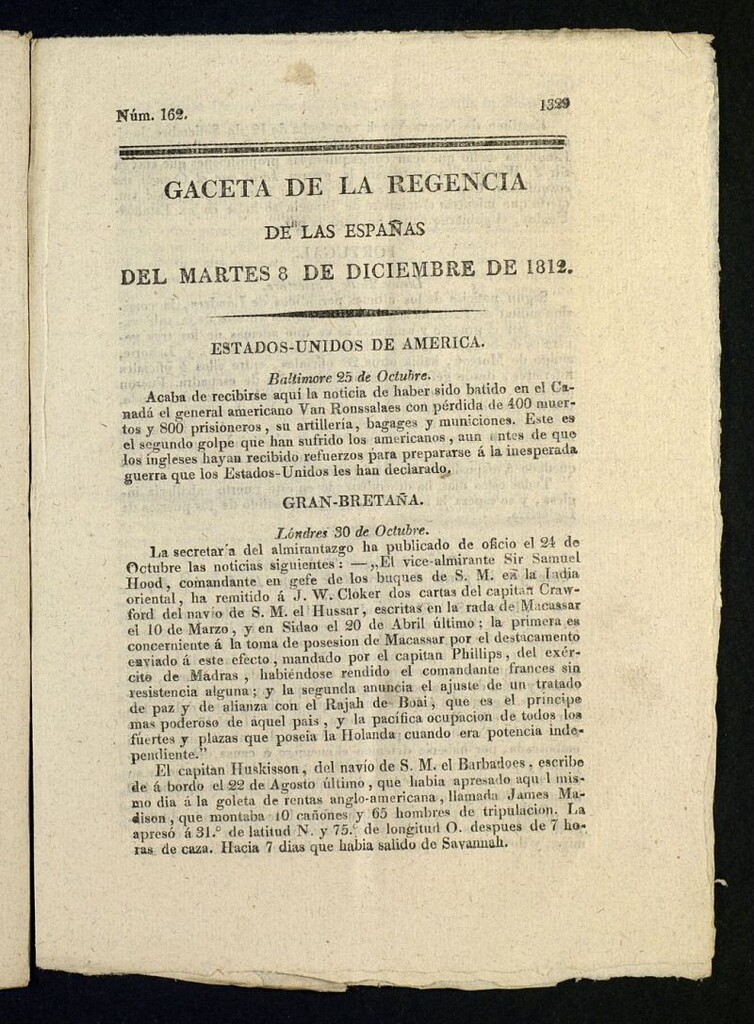 Núm. 162.
1329
GACETA DE LA REGENCIA
DE LAS ESPAÑAS
DEL MARTES 8 DE DICIEMBRE DE 1812.
ESTADOS-UNIDOS DE AMERICA.
Baltimore 25 de Octubre.
Acaba de recibirse aquí la noticia de haber sido batido en el Ca-
nadá el general americano Van Ronssalaes con pérdida de 400 muer-
tos y 800 prisioneros, su artillería, bagages y municiones. Este es
el segundo golpe que han sufrido los americanos, aun antes de que
los ingleses hayan recibido refuerzos para prepararse á la inesperada
guerra que los Estados-Unidos les han declarado.
GRAN-BRETAÑA.
Lóndres 30 de Octubre.
La secretaría del almirantazgo ha publicado de oficio el 24 de
Octubre las noticias siguientes: — „El vice-almirante Sir Samuel
Hood, comandante en gefe de los buques de S. M. en la India
oriental, ha remitido á J. W. Cloker dos cartas del capitan Craw-
ford del navío de S. M. el Hussar, escritas en la rada de Macassar
el 10 de Marzo, y en Sidao el 20 de Abril último; la primera es
concerniente á la toma de posesion de Macassar por el destacamento
enviado á este efecto, mandado por el capitan Phillips, del exér-
cito de Madras, habiéndose rendido el comandante frances sin
resistencia alguna; y la segunda anuncia el ajuste de un tratado
de paz y de alianza con el Rajah de Boai, que es el príncipe
mas poderoso de aquel pais, y la pacífica ocupacion de todos los
fuertes y plazas que poseia la Holanda cuando era potencia inde-
pendiente.”
El capitan Huskisson, del navío de S. M. el Barbadoes, escribe
de á bordo el 22 de Agosto último, que habia apresado aqu l mis-
mo dia á la goleta de rentas anglo-americana, llamada James Ma-
dison, que montaba 10 cañones y 65 hombres de tripulacion. La
apresó á 31.° de latitud N. y 75.° de longitud O. despues de 7 ho-
ras de caza. Hacia 7 dias que habia salido de Savannah.